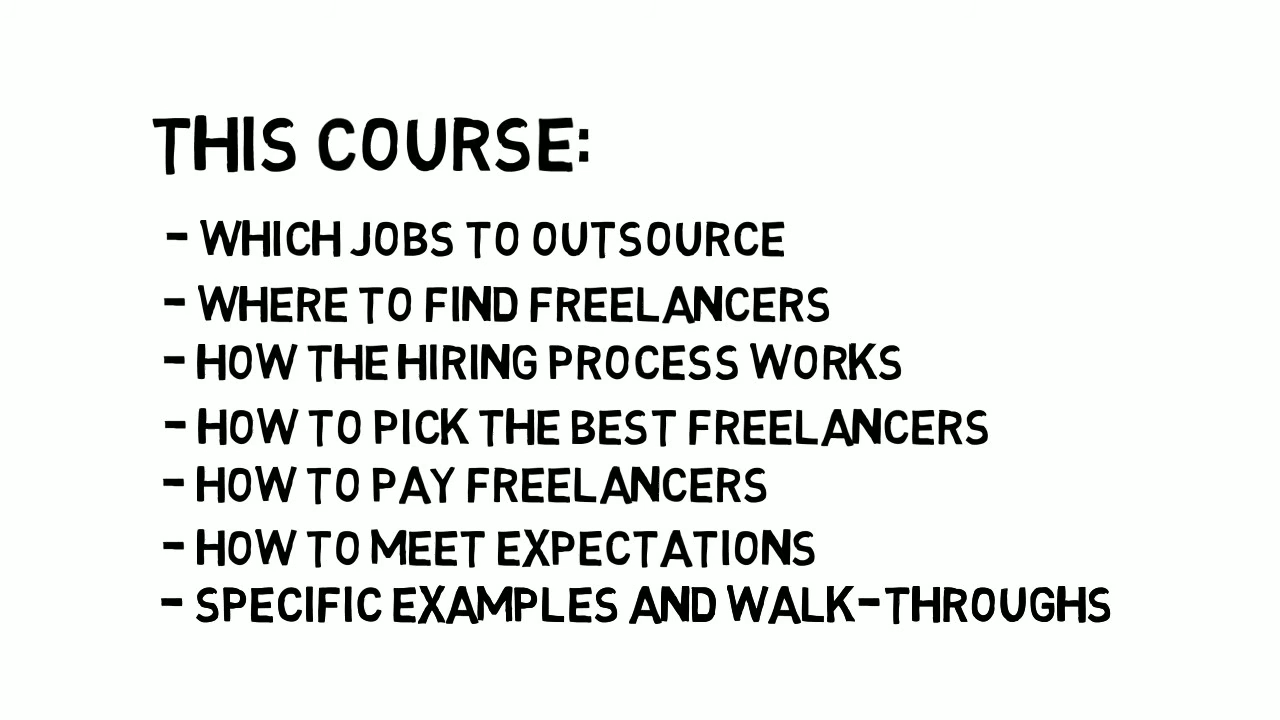 THIS COURSE:
- WHICH JOBS TO OUTSOURCE
- WHERE TO FIND FREELANCERS
- HOW THE HIRING PROCESS WORKS
- HOW TO PICK THE BEST FREELANCERS
- HOW TO PAY FREELANCERS
- HOW TO MEET EXPECTATIONS
- SPECIFIC EXAMPLES AND WALK-THROUGHS